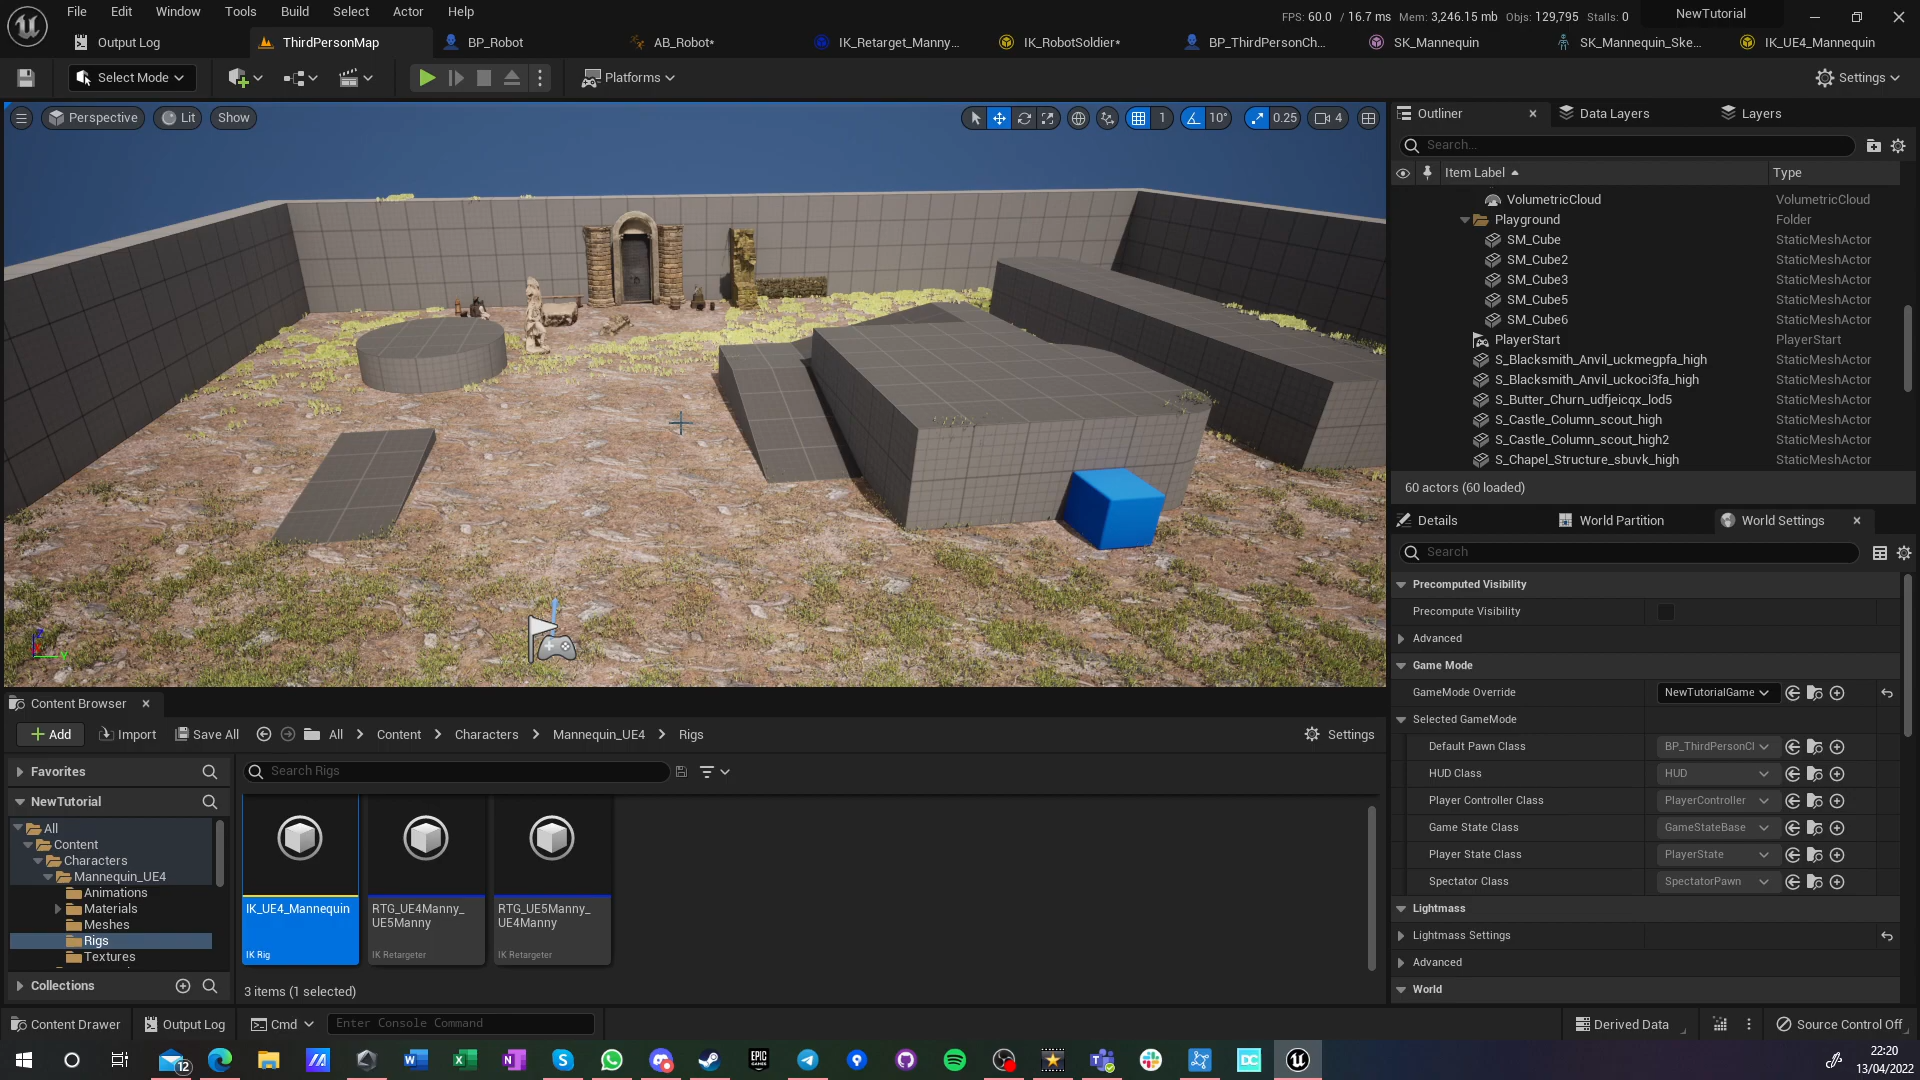 File Edit Window Tools Build Select Actor Help
FPS: 60.0 / 16.7 ms Mem: 3,246.15 mb Objs: 129,795 Stalls: 0
NewTutorial
Output Log
ThirdPersonMap
BP_Robot
AB_Robot*
IK_Retarget_Manny...
IK_RobotSoldier*
BP_ThirdPersonCh...
SK_Mannequin
SK_Mannequin_Ske...
IK_UE4_Mannequin
Select Mode
Platforms
Settings
Perspective
Lit
Show
1
10°
0.25
4
Outliner
Data Layers
Layers
Search...
Item Label
Type
VolumetricCloud VolumetricCloud
Playground Folder
SM_Cube StaticMeshActor
SM_Cube2 StaticMeshActor
SM_Cube3 StaticMeshActor
SM_Cube5 StaticMeshActor
SM_Cube6 StaticMeshActor
PlayerStart PlayerStart
S_Blacksmith_Anvil_uckmegpfa_high StaticMeshActor
S_Blacksmith_Anvil_uckoci3fa_high StaticMeshActor
S_Butter_Churn_udfjeicqx_lod5 StaticMeshActor
S_Castle_Column_scout_high StaticMeshActor
S_Castle_Column_scout_high2 StaticMeshActor
S_Chapel_Structure_sbuvk_high StaticMeshActor
60 actors (60 loaded)
Details
World Partition
World Settings
Search
Precomputed Visibility
Precompute Visibility
Advanced
Game Mode
GameMode Override NewTutorialGame
Selected GameMode
Default Pawn Class BP_ThirdPersonCl
HUD Class HUD
Player Controller Class PlayerController
Game State Class GameStateBase
Player State Class PlayerState
Spectator Class SpectatorPawn
Lightmass
Lightmass Settings
Advanced
World
Content Browser
Add
Import
Save All
All > Content > Characters > Mannequin_UE4 > Rigs
Settings
Favorites
Search Rigs
NewTutorial
All
Content
Characters
Mannequin_UE4
Animations
Materials
Meshes
Rigs
Textures
Collections
IK_UE4_Mannequin
IK Rig
RTG_UE4Manny_
UE5Manny
IK Retargeter
RTG_UE5Manny_
UE4Manny
IK Retargeter
3 items (1 selected)
Content Drawer
Output Log
Cmd
Enter Console Command
Derived Data
Source Control Off
12
EPIC
GAMES
DC
22:20
13/04/2022